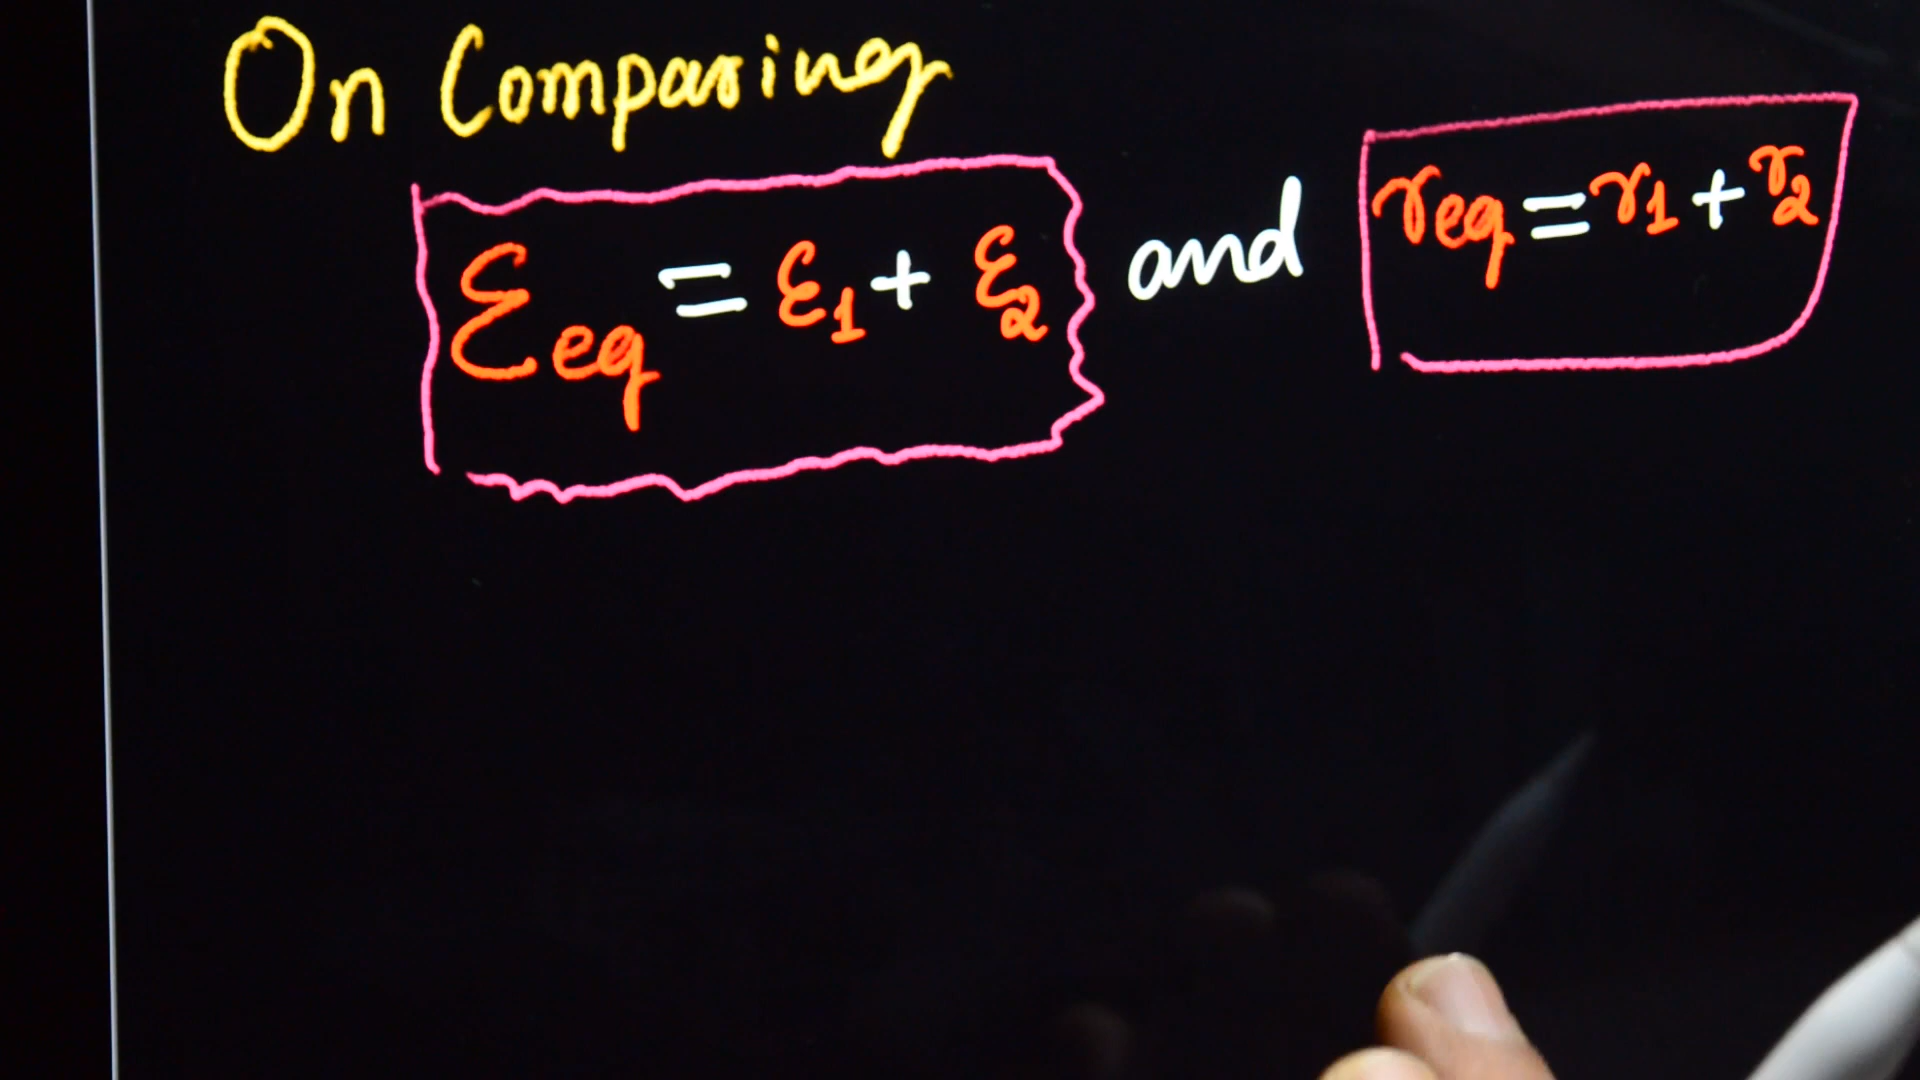 On Comparing
εeq = ε1 + ε2 and req = r1 + r2